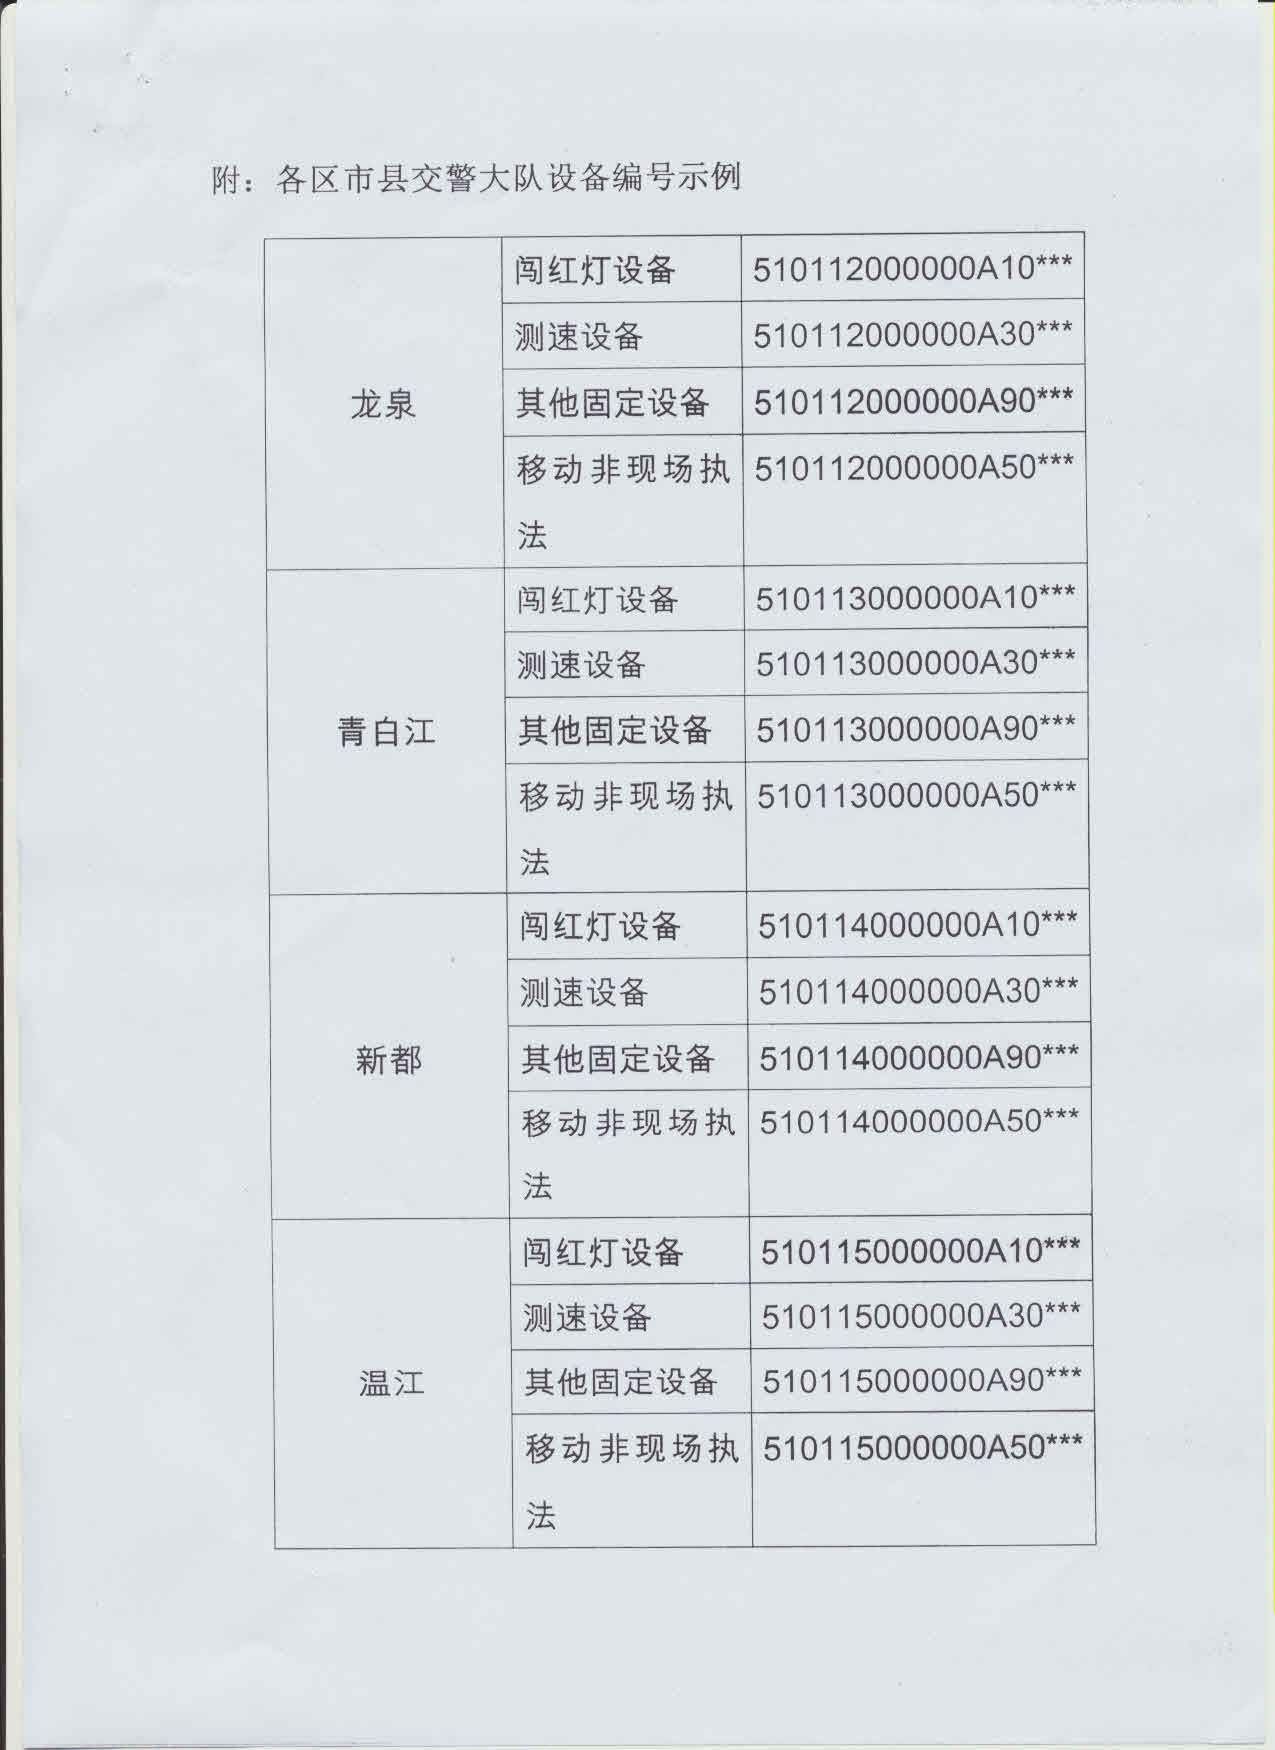 附：各区市县交警大队设备编号示例
龙泉
闯红灯设备 510112000000A10***
测速设备 510112000000A30***
其他固定设备 510112000000A90***
移动非现场执 510112000000A50***
法
青白江
闯红灯设备 510113000000A10***
测速设备 510113000000A30***
其他固定设备 510113000000A90***
移动非现场执 510113000000A50***
法
新都
闯红灯设备 510114000000A10***
测速设备 510114000000A30***
其他固定设备 510114000000A90***
移动非现场执 510114000000A50***
法
温江
闯红灯设备 510115000000A10***
测速设备 510115000000A30***
其他固定设备 510115000000A90***
移动非现场执 510115000000A50***
法